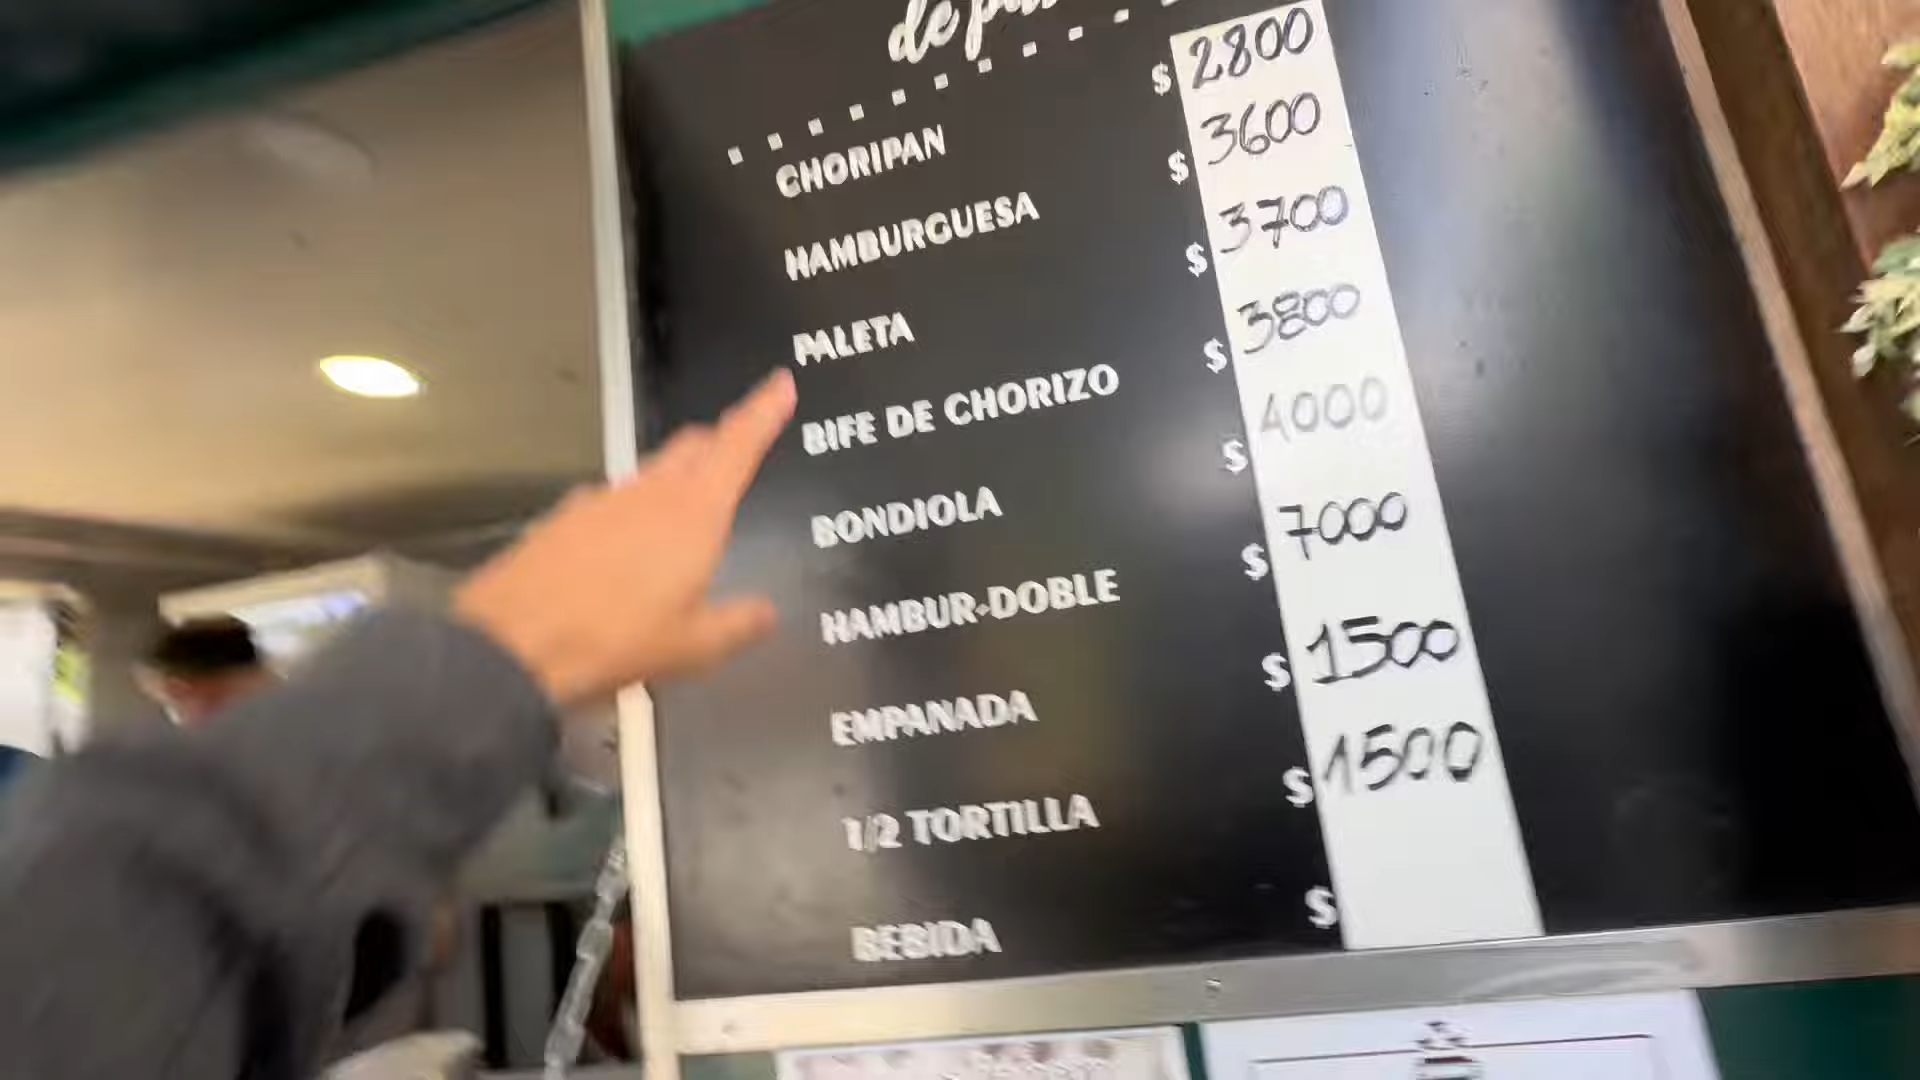 de
CHORIPAN $ 2800
HAMBURGUESA $ 3600
PALETA $ 3700
BIFE DE CHORIZO $ 3800
BONDIOLA $ 4000
HAMBUR-DOBLE $ 7000
EMPANADA $ 1500
1/2 TORTILLA $ 1500
BEBIDA $